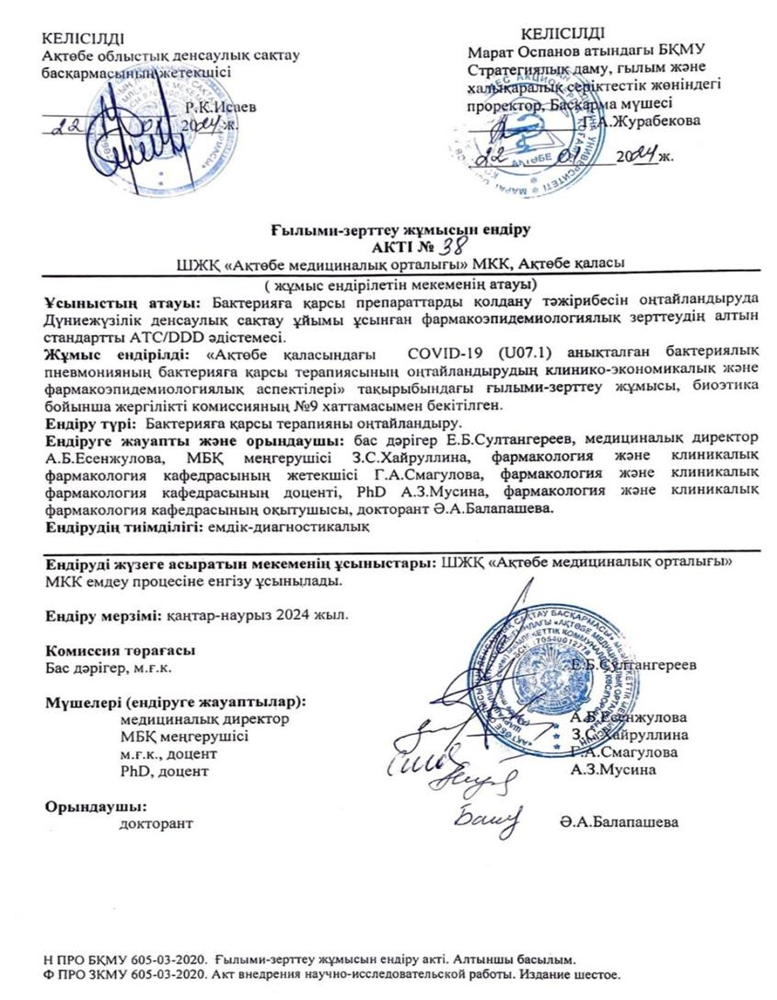 КЕЛІСІЛДІ
Ақтөбе облыстық денсаулық сақтау
басқармасының жетекшісі
Р.К.Исаев
22 01 2024 ж.
КЕЛІСІЛДІ
Марат Оспанов атындағы БҚМУ
Стратегиялық даму, ғылым және
халықаралық серіктестік жөніндегі
проректор, Басқарма мүшесі
Г.А.Журабекова
22 01 2024 ж.
АҚТӨБЕ
Ғылыми-зерттеу жұмысын ендіру
АКТІ № 38
ШЖҚ «Ақтөбе медициналық орталығы» МКК, Ақтөбе қаласы
( жұмыс ендірілетін мекеменің атауы)
Ұсыныстың атауы: Бактерияға қарсы препараттарды қолдану тәжірибесін оңтайландыруда
Дүниежүзілік денсаулық сақтау ұйымы ұсынған фармакоэпидемиологиялық зерттеудің алтын
стандартты ATC/DDD әдістемесі.
Жұмыс ендірілді: «Ақтөбе қаласындағы COVID-19 (U07.1) анықталған бактериялық
пневмонияның бактерияға қарсы терапиясының оңтайландырудың клинико-экономикалық және
фармакоэпидемиологиялық аспектілері» тақырыбындағы ғылыми-зерттеу жұмысы, биоэтика
бойынша жергілікті комиссияның №9 хаттамасымен бекітілген.
Ендіру түрі: Бактерияға қарсы терапияны оңтайландыру.
Ендіруге жауапты және орындаушы: бас дәрігер Е.Б.Султангереев, медициналық директор
А.Б.Есенжулова, МБҚ меңгерушісі З.С.Хайруллина, фармакология және клиникалық
фармакология кафедрасының жетекшісі Г.А.Смагулова, фармакология және клиникалық
фармакология кафедрасының доценті, PhD А.З.Мусина, фармакология және клиникалық
фармакология кафедрасының оқытушысы, докторант Ә.А.Балапашева.
Ендірудің тиімділігі: емдік-диагностикалық
Ендіруді жүзеге асыратын мекеменің ұсыныстары: ШЖҚ «Ақтөбе медициналық орталығы»
МКК емдеу процесіне енгізу ұсынылады.
Ендіру мерзімі: қаңтар-наурыз 2024 жыл.
Комиссия төрағасы
Бас дәрігер, м.ғ.к. Е.Б.Султангереев
Мүшелері (ендіруге жауаптылар):
медициналық директор А.Б.Есенжулова
МБҚ меңгерушісі З.С.Хайруллина
м.ғ.к., доцент Г.А.Смагулова
PhD, доцент А.З.Мусина
Орындаушы:
докторант Ә.А.Балапашева
Н ПРО БҚМУ 605-03-2020. Ғылыми-зерттеу жұмысын ендіру акті. Алтыншы басылым.
Ф ПРО ЗКМУ 605-03-2020. Акт внедрения научно-исследовательской работы. Издание шестое.